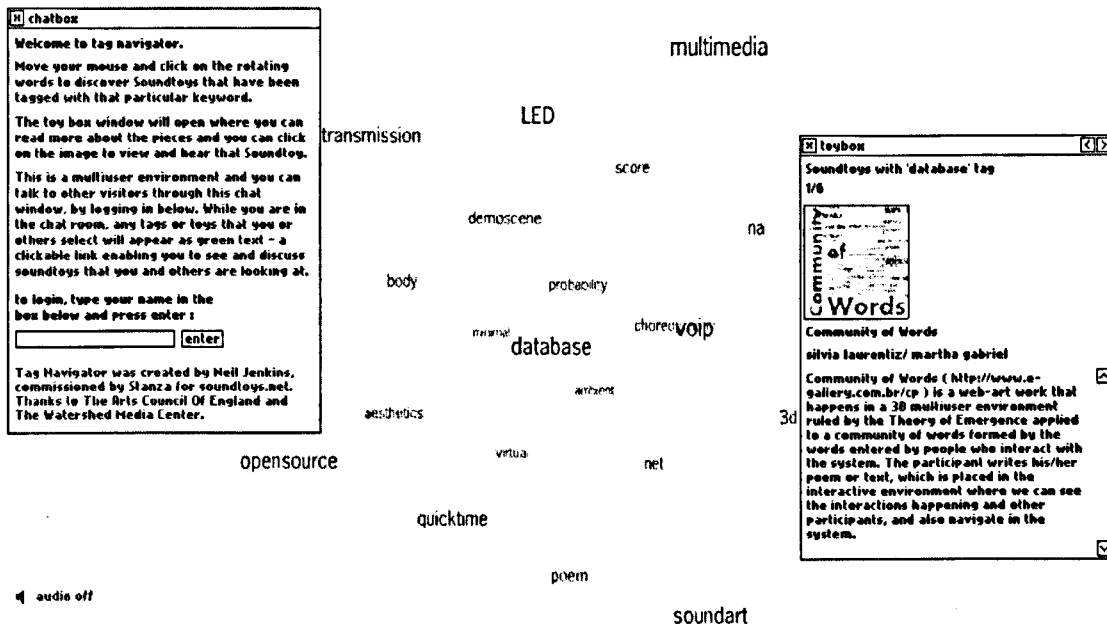 chatbox
Welcome to tag navigator.
Move your mouse and click on the rotating
words to discover Soundtoys that have been
tagged with that particular keyword.
The toy box window will open where you can
read more about the pieces and you can click
on the image to view and hear that Soundtoy.
This is a multiuser environment and you can
talk to other visitors through this chat
window, by logging in below. While you are in
the chat room, any tags or toys that you or
others select will appear as green text - a
clickable link enabling you to see and discuss
soundtoys that you and others are looking at.
to login, type your name in the
box below and press enter :
enter
Tag Navigator was created by Neil Jenkins,
commissioned by Stanza for soundtoys.net.
Thanks to The Arts Council Of England and
The Watershed Media Center.
multimedia
LED
transmission
score
demoscene
na
body
probability
minimal
voip
database
ambient
aesthetics
3d
virtual
opensource
net
quicktime
poem
soundart
audio off
toybox
Soundtoys with 'database' tag
1/6
Community
of
Words
Community of Words
silvia laurentiz/ martha gabriel
Community of Words ( http://www.e-
gallery.com.br/cp ) is a web-art work that
happens in a 3D multiuser environment
ruled by the Theory of Emergence applied
to a community of words formed by the
words entered by people who interact with
the system. The participant writes his/her
poem or text, which is placed in the
interactive environment where we can see
the interactions happening and other
participants, and also navigate in the
system.